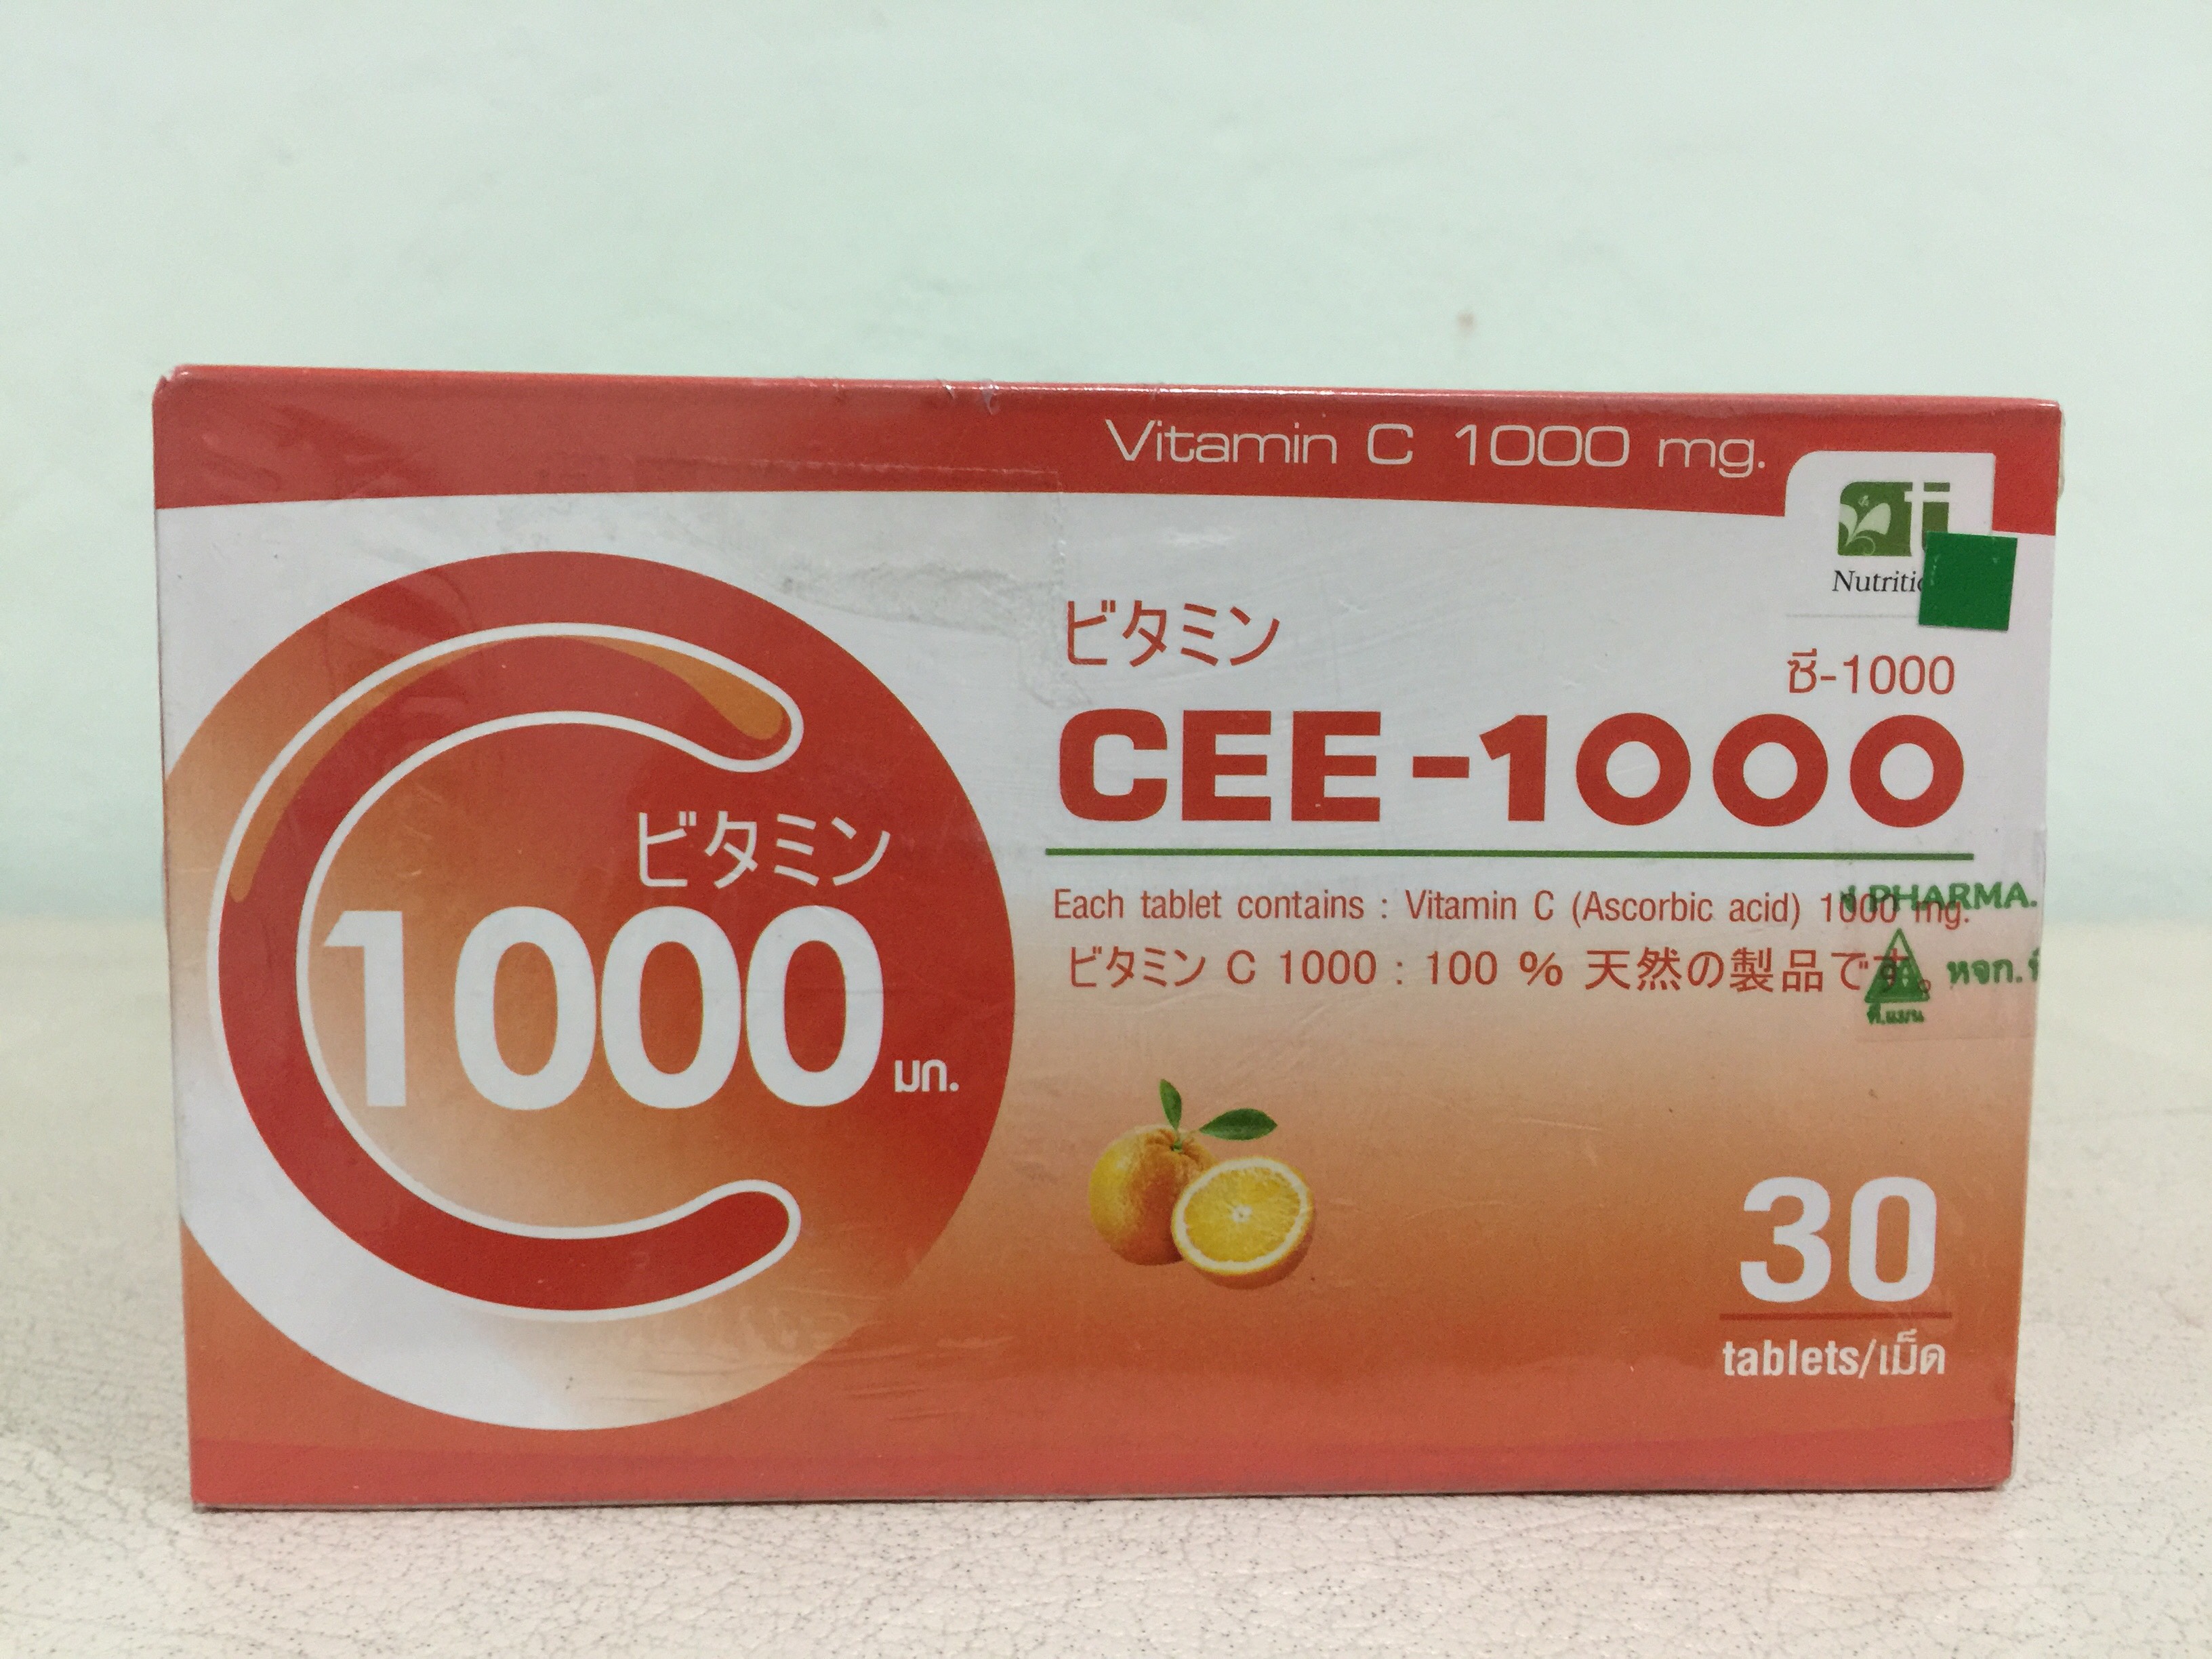 Vitamin C 1000 mg.
ビタミン
ซี-1000
CEE-1000
Each tablet contains : Vitamin C (Ascorbic acid) 1000 mg.
ビタミン C 1000 : 100 % 天然の製品です。
PHARMA.
หจก.
ビタミン
1000 มก.
30
tablets/เม็ด